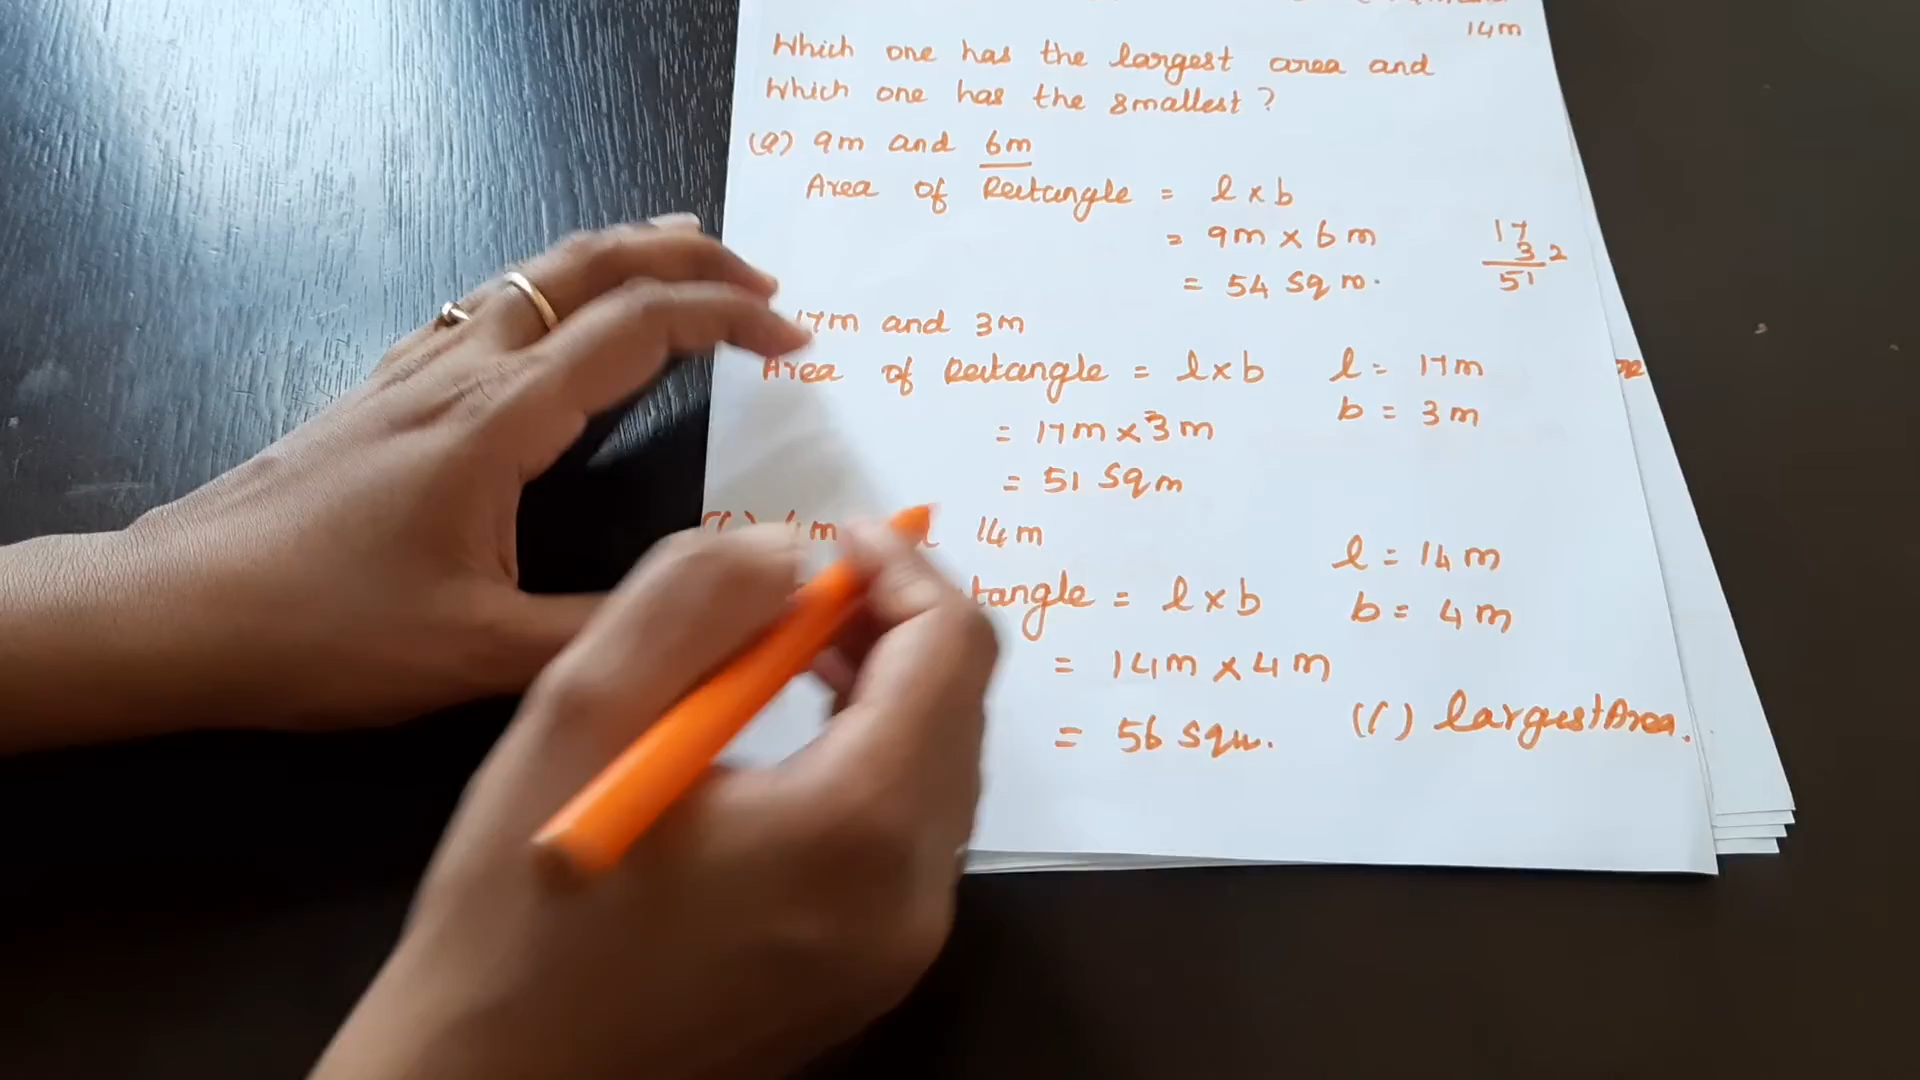 14m
Which one has the largest area and
Which one has the smallest ?
(a) 9m and 6m
Area of Rectangle = l x b
= 9m x 6m
= 54 Sq m.
17
3 2
51
17m and 3m
Area of Rectangle = l x b
l = 17m
b = 3m
= 17m x 3m
= 51 Sqm
14m
l = 14m
b = 4m
tangle = l x b
= 14m x 4m
= 56 Sqm.
(C) largest Area.